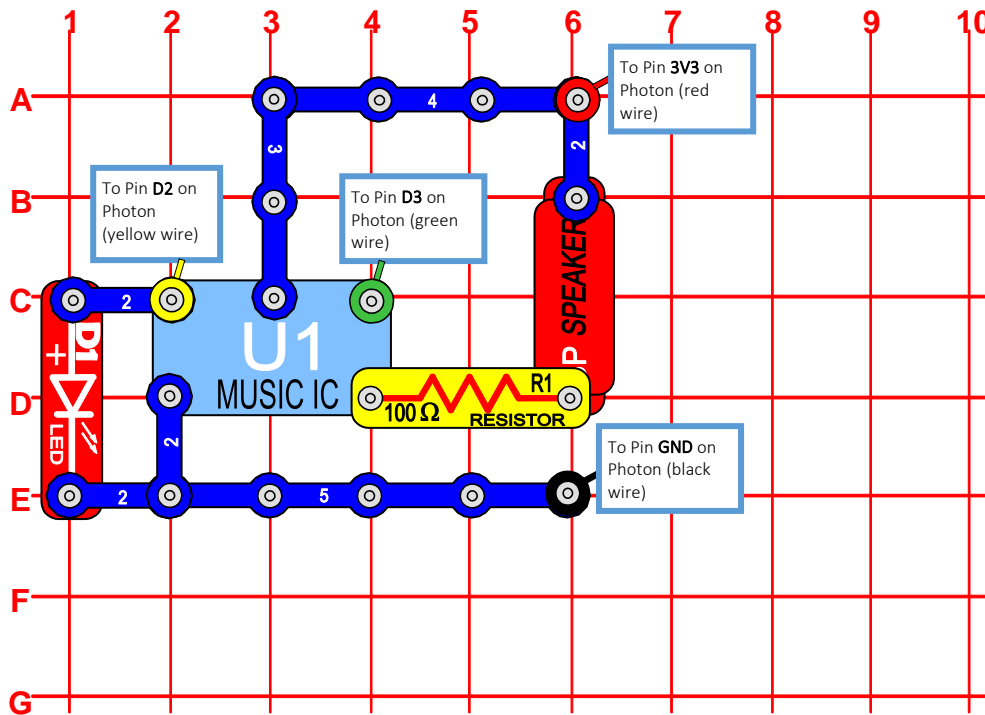 1 2 3 4 5 6 7 8 9 10
A
B
C
D
E
F
G
To Pin 3V3 on
Photon (red
wire)
To Pin D2 on
Photon
(yellow wire)
To Pin D3 on
Photon (green
wire)
4
3
2
2
U1
MUSIC IC
SPEAKER
P
D1
+
LED
R1
100 Ω
RESISTOR
2
2
5
To Pin GND on
Photon (black
wire)